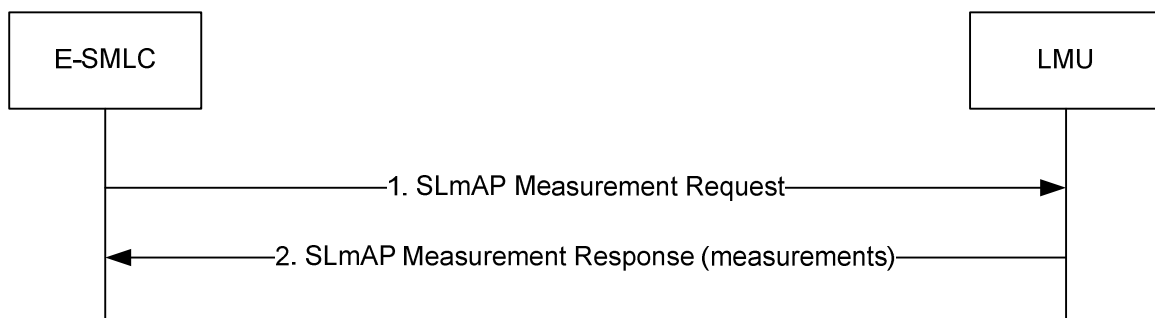 E-SMLC
LMU
1. SLmAP Measurement Request
2. SLmAP Measurement Response (measurements)